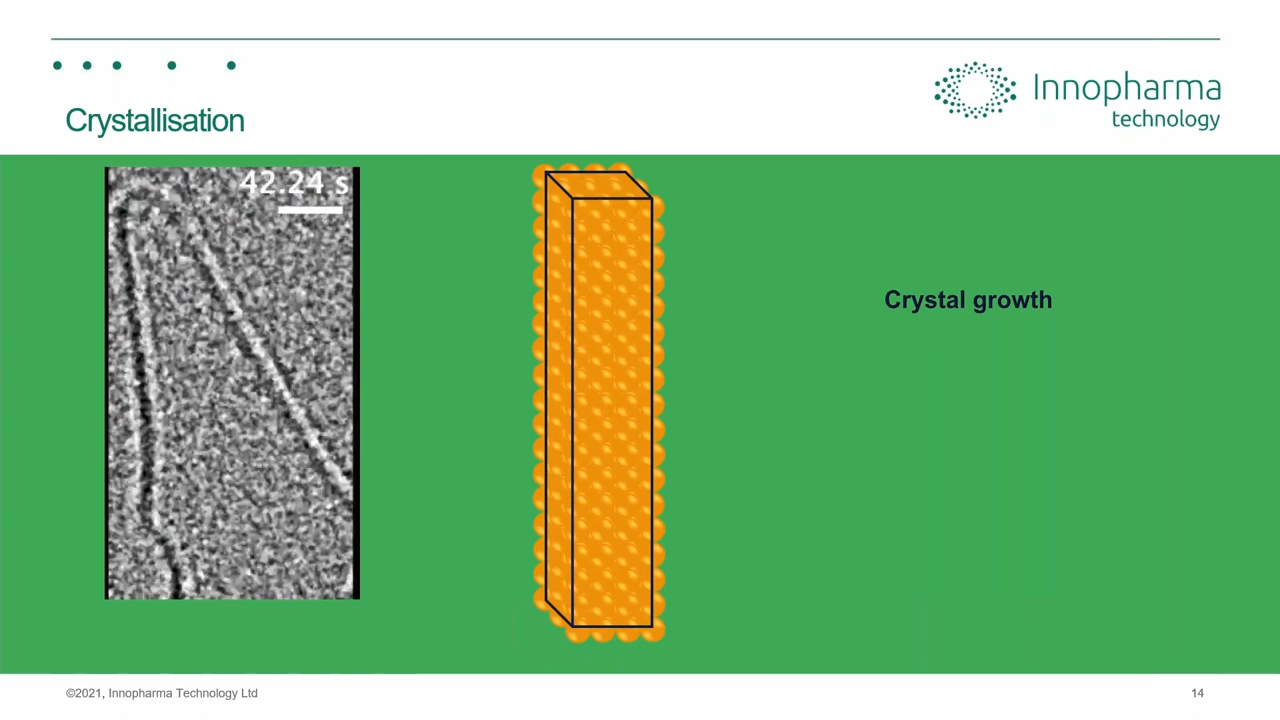 Crystallisation
Innopharma
technology
42.24 s
Crystal growth
©2021, Innopharma Technology Ltd
14